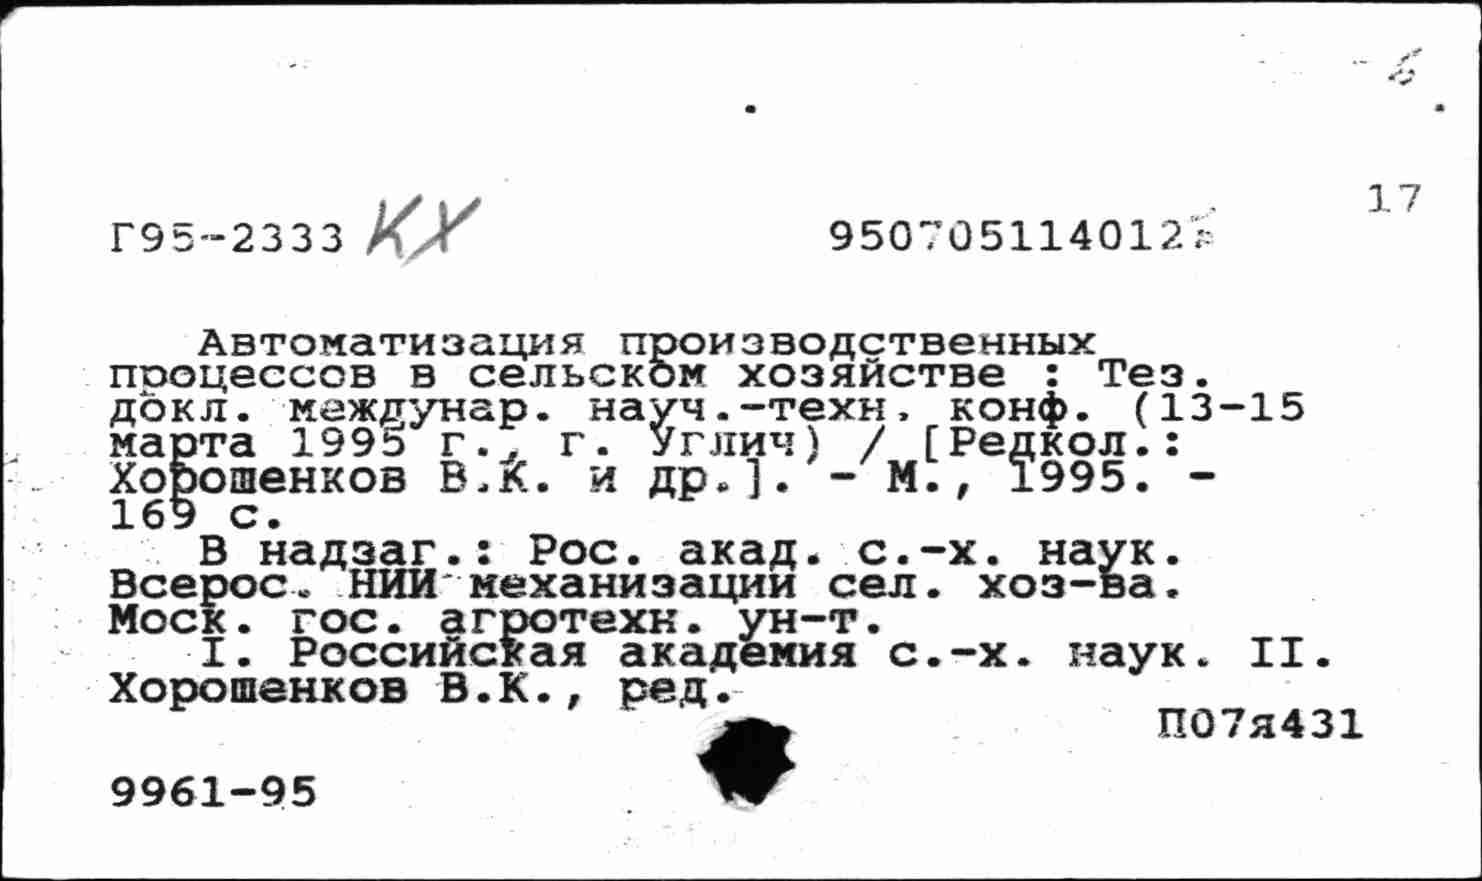 17
Г95-2333 КХ 950705114012
Автоматизация производственных
процессов в сельском хозяйстве : Тез.
докл. междунар. науч.-техн. конф. (13-15
марта 1995 г., г. Углич) / [Редкол.:
Хорошенков В.К. и др.]. - М., 1995. -
169 с.
В надзаг.: Рос. акад. с.-х. наук.
Всерос. НИИ механизации сел. хоз-ва.
Моск. гос. агротехн. ун-т.
I. Российская академия с.-х. наук. II.
Хорошенков В.К., ред.
П07я431
9961-95